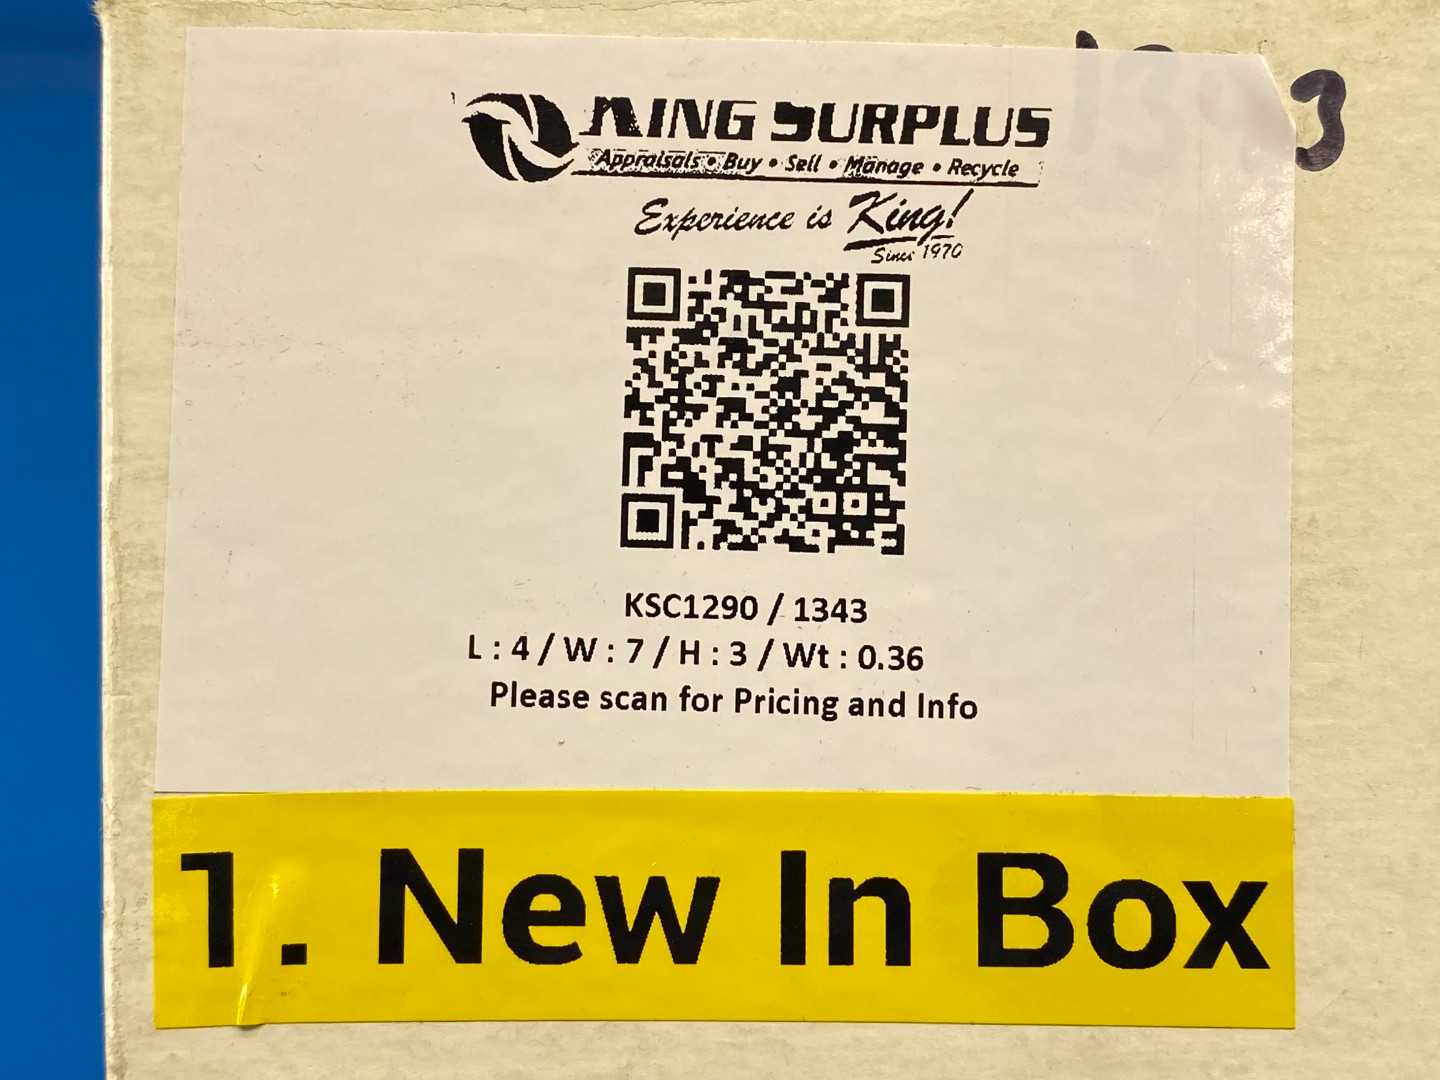 KING SURPLUS
Appraisals • Buy • Sell • Manage • Recycle
Experience is King!
Since 1970
KSC1290 / 1343
L : 4 / W : 7 / H : 3 / Wt : 0.36
Please scan for Pricing and Info
1. New In Box